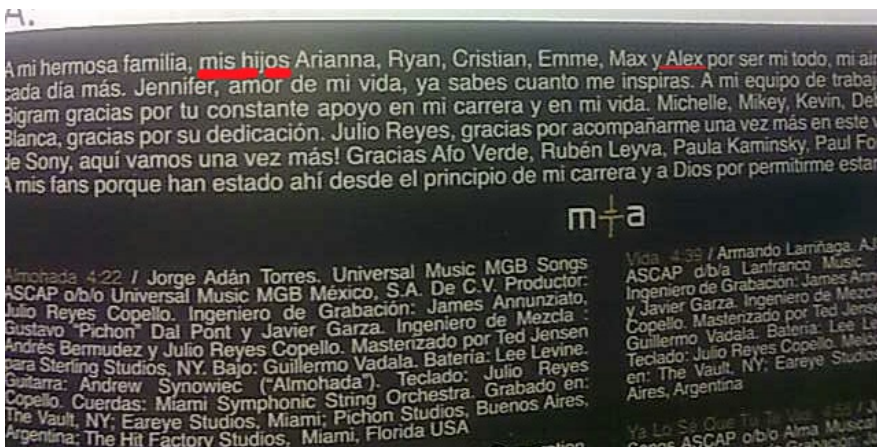 A.
A mi hermosa familia, mis hijos Arianna, Ryan, Cristian, Emme, Max y Alex por ser mi todo, mi
cada día más. Jennifer, amor de mi vida, ya sabes cuanto me inspiras. A mi equipo de
Bigram gracias por tu constante apoyo en mi carrera y en mi vida. Michelle, Mikey, Kevin,
Blanca, gracias por su dedicación. Julio Reyes, gracias por acompañarme una vez más en este
de Sony, aquí vamos una vez más! Gracias Afo Verde, Rubén Leyva, Paula Kaminsky, Paul
A mis fans porque han estado ahí desde el principio de mi carrera y a Dios por permitirme
m+a
Almohada 4:22 / Jorge Adán Torres. Universal Music MGB Songs
ASCAP o/b/o Universal Music MGB México, S.A. De C.V. Productor:
Julio Reyes Copello. Ingeniero de Grabación: James Annunziato,
Gustavo "Pichon" Dal Pont y Javier Garza. Ingeniero de Mezcla :
Andrés Bermudez y Julio Reyes Copello. Masterizado por Ted Jensen
para Sterling Studios, NY. Bajo: Guillermo Vadala. Batería: Lee Levine.
Guitarra: Andrew Synowiec ("Almohada"). Teclado: Julio Reyes
Copello. Cuerdas: Miami Symphonic String Orchestra. Grabado en:
The Vault, NY; Eareye Studios, Miami; Pichon Studios, Buenos Aires,
Argentina; The Hit Factory Studios, Miami, Florida USA
Vida 4:39 / Armando Larriñaga.
ASCAP d/b/a Lanfranco Music
Ingeniero de Grabación: James
y Javier Garza. Ingeniero de
Copello. Masterizado por Ted
Guillermo Vadala. Batería: Lee
Teclado: Julio Reyes Copello.
en: The Vault, NY; Eareye
Aires, Argentina
Ya Lo Sé Que Tú Te Vas
Songs ASCAP o/b/o Alma